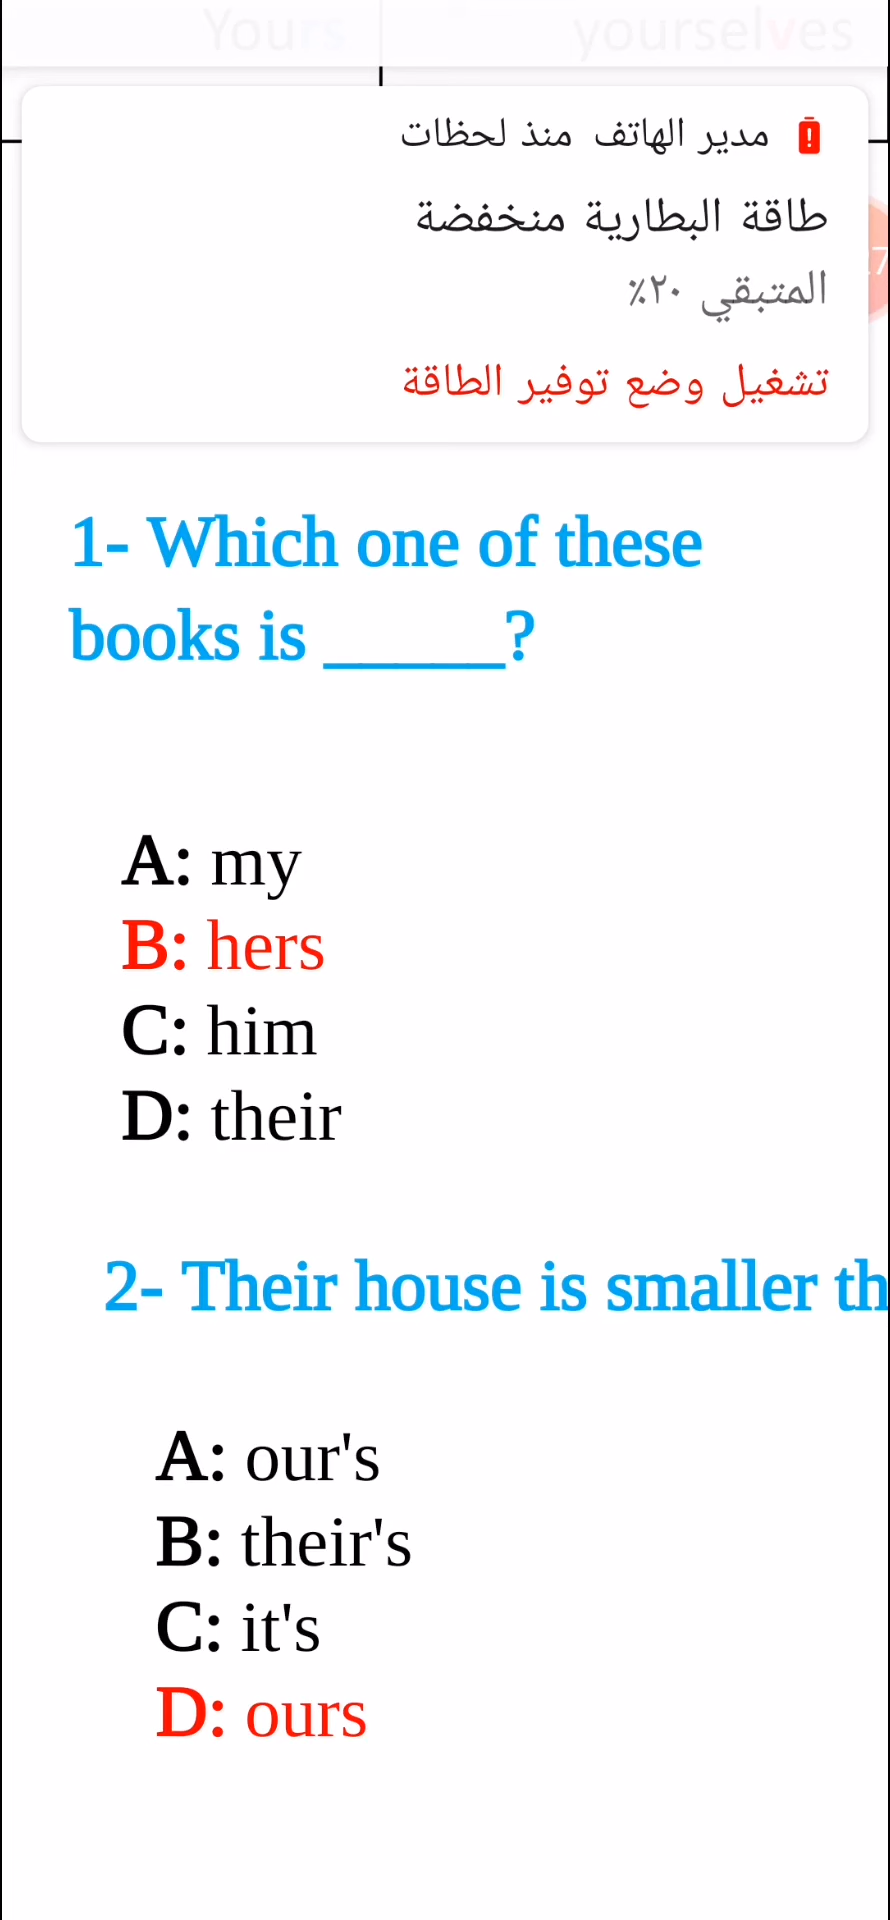 Yours yourselves
مدير الهاتف منذ لحظات
طاقة البطارية منخفضة
المتبقي ٢٠٪
تشغيل وضع توفير الطاقة
1- Which one of these
books is _____?
A: my
B: hers
C: him
D: their
2- Their house is smaller th
A: our's
B: their's
C: it's
D: ours